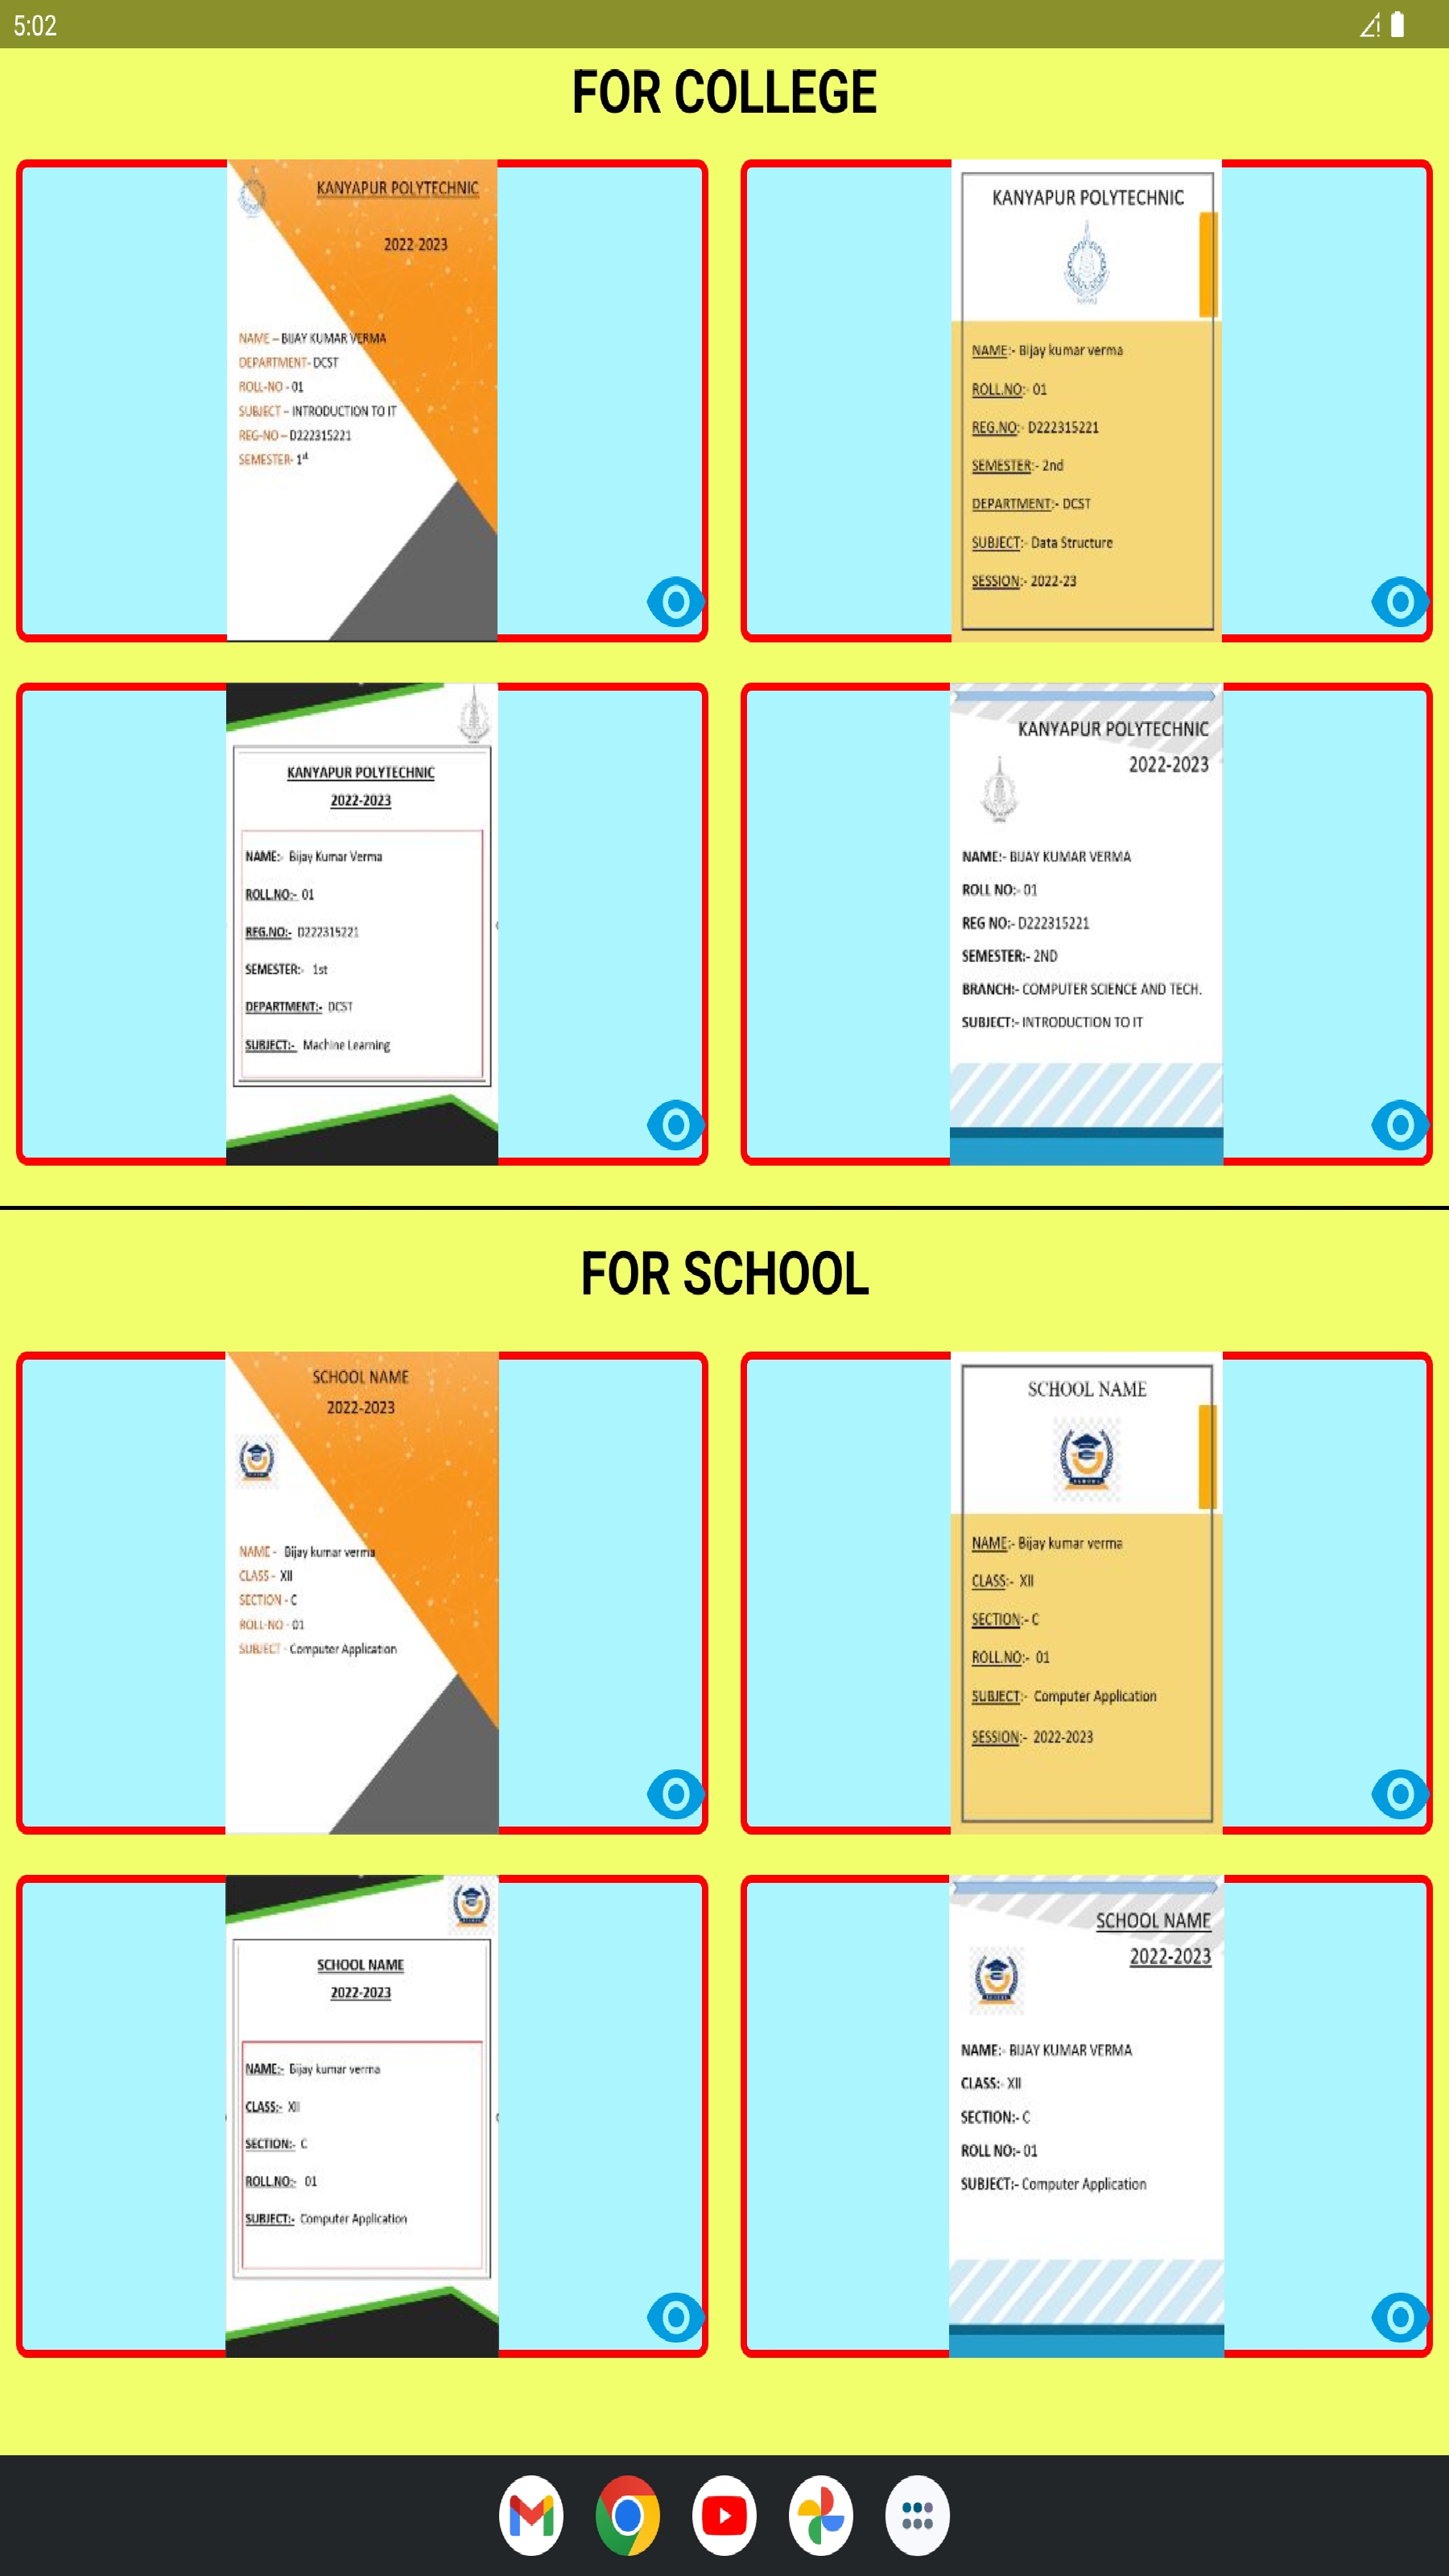 5:02
FOR COLLEGE
KANYAPUR POLYTECHNIC
2022-2023
NAME – BIJAY KUMAR VERMA
DEPARTMENT- DCST
ROLL-NO - 01
SUBJECT – INTRODUCTION TO IT
REG-NO – D222315221
SEMESTER- 1st
KANYAPUR POLYTECHNIC
NAME:- Bijay kumar verma
ROLL.NO:- 01
REG.NO:- D222315221
SEMESTER:- 2nd
DEPARTMENT:- DCST
SUBJECT:- Data Structure
SESSION:- 2022-23
KANYAPUR POLYTECHNIC
2022-2023
NAME:- Bijay Kumar Verma
ROLL.NO:- 01
REG.NO:- D222315221
SEMESTER:- 1st
DEPARTMENT:- DCST
SUBJECT:- Machine Learning
KANYAPUR POLYTECHNIC
2022-2023
NAME:- BIJAY KUMAR VERMA
ROLL NO:- 01
REG NO:- D222315221
SEMESTER:- 2ND
BRANCH:- COMPUTER SCIENCE AND TECH.
SUBJECT:- INTRODUCTION TO IT
FOR SCHOOL
SCHOOL NAME
2022-2023
NAME - Bijay kumar verma
CLASS - XII
SECTION - C
ROLL-NO - 01
SUBJECT - Computer Application
SCHOOL NAME
NAME:- Bijay kumar verma
CLASS:- XII
SECTION:- C
ROLL.NO:- 01
SUBJECT:- Computer Application
SESSION:- 2022-2023
SCHOOL NAME
2022-2023
NAME:- Bijay kumar verma
CLASS:- XII
SECTION:- C
ROLL.NO:- 01
SUBJECT:- Computer Application
SCHOOL NAME
2022-2023
NAME:- BIJAY KUMAR VERMA
CLASS:- XII
SECTION:- C
ROLL NO:- 01
SUBJECT:- Computer Application